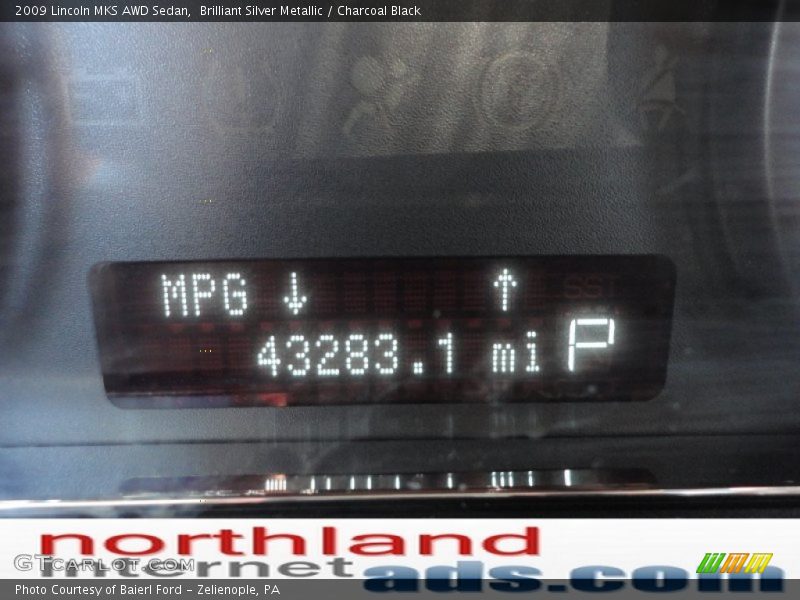 2009 Lincoln MKS AWD Sedan,  Brilliant Silver Metallic / Charcoal Black
MPG ↓ ↑
43283.1 mi P
northland
internet ads.com
GTCARLOT.COM
Photo Courtesy of Baierl Ford – Zelienople, PA